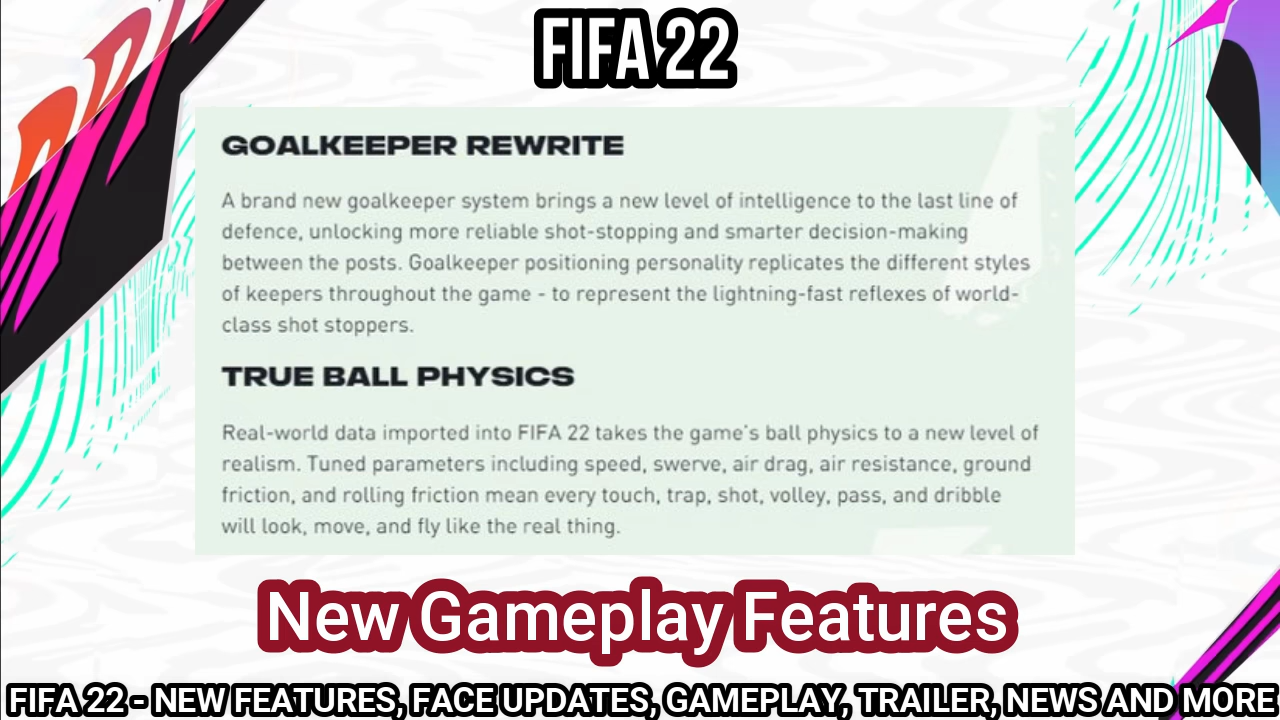 FIFA 22
GOALKEEPER REWRITE
A brand new goalkeeper system brings a new level of intelligence to the last line of
defence, unlocking more reliable shot-stopping and smarter decision-making
between the posts. Goalkeeper positioning personality replicates the different styles
of keepers throughout the game - to represent the lightning-fast reflexes of world-
class shot stoppers.
TRUE BALL PHYSICS
Real-world data imported into FIFA 22 takes the game's ball physics to a new level of
realism. Tuned parameters including speed, swerve, air drag, air resistance, ground
friction, and rolling friction mean every touch, trap, shot, volley, pass, and dribble
will look, move, and fly like the real thing.
New Gameplay Features
FIFA 22 - NEW FEATURES, FACE UPDATES, GAMEPLAY, TRAILER, NEWS AND MORE